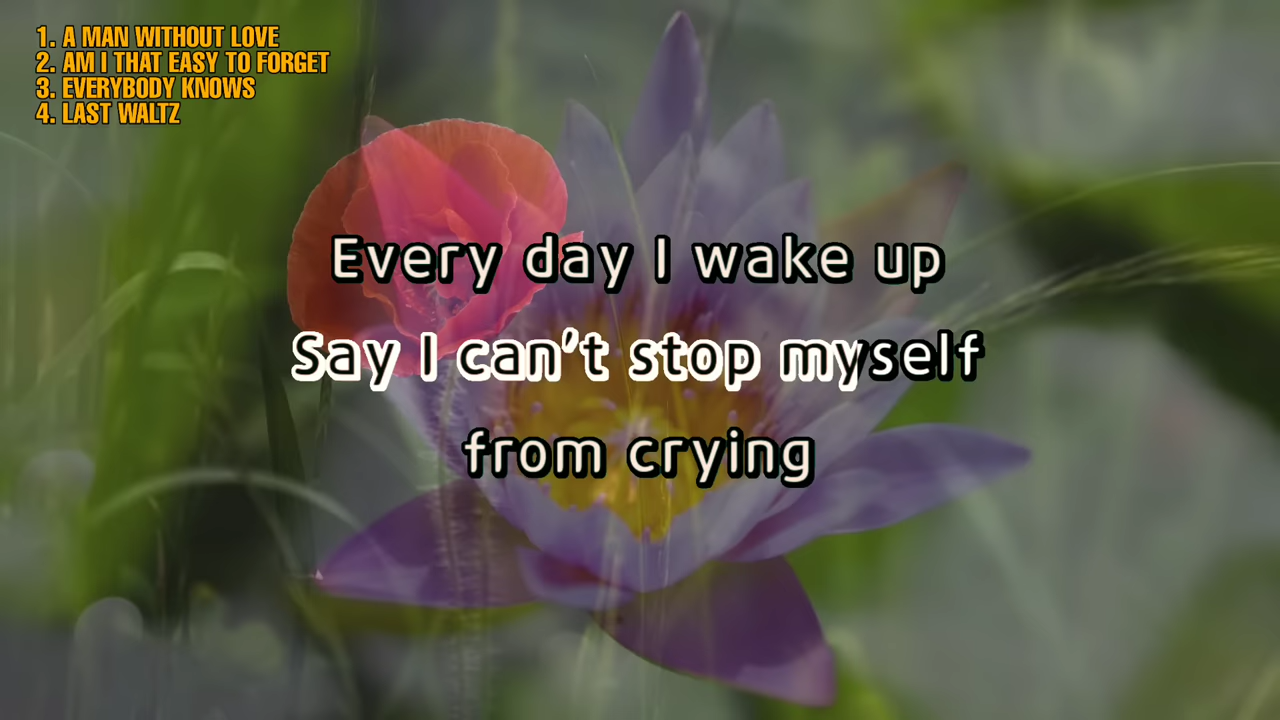 1. A MAN WITHOUT LOVE
2. AM I THAT EASY TO FORGET
3. EVERYBODY KNOWS
4. LAST WALTZ
Every day I wake up
Say I can't stop myself
from crying